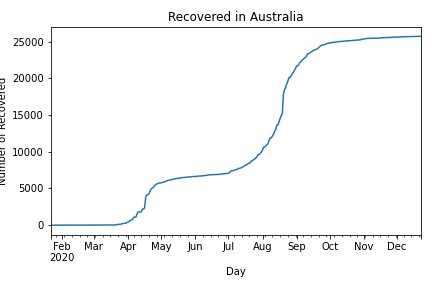 Recovered in Australia
Number of Recovered
25000
20000
15000
10000
5000
0
Feb Mar Apr May Jun Jul Aug Sep Oct Nov Dec
2020
Day